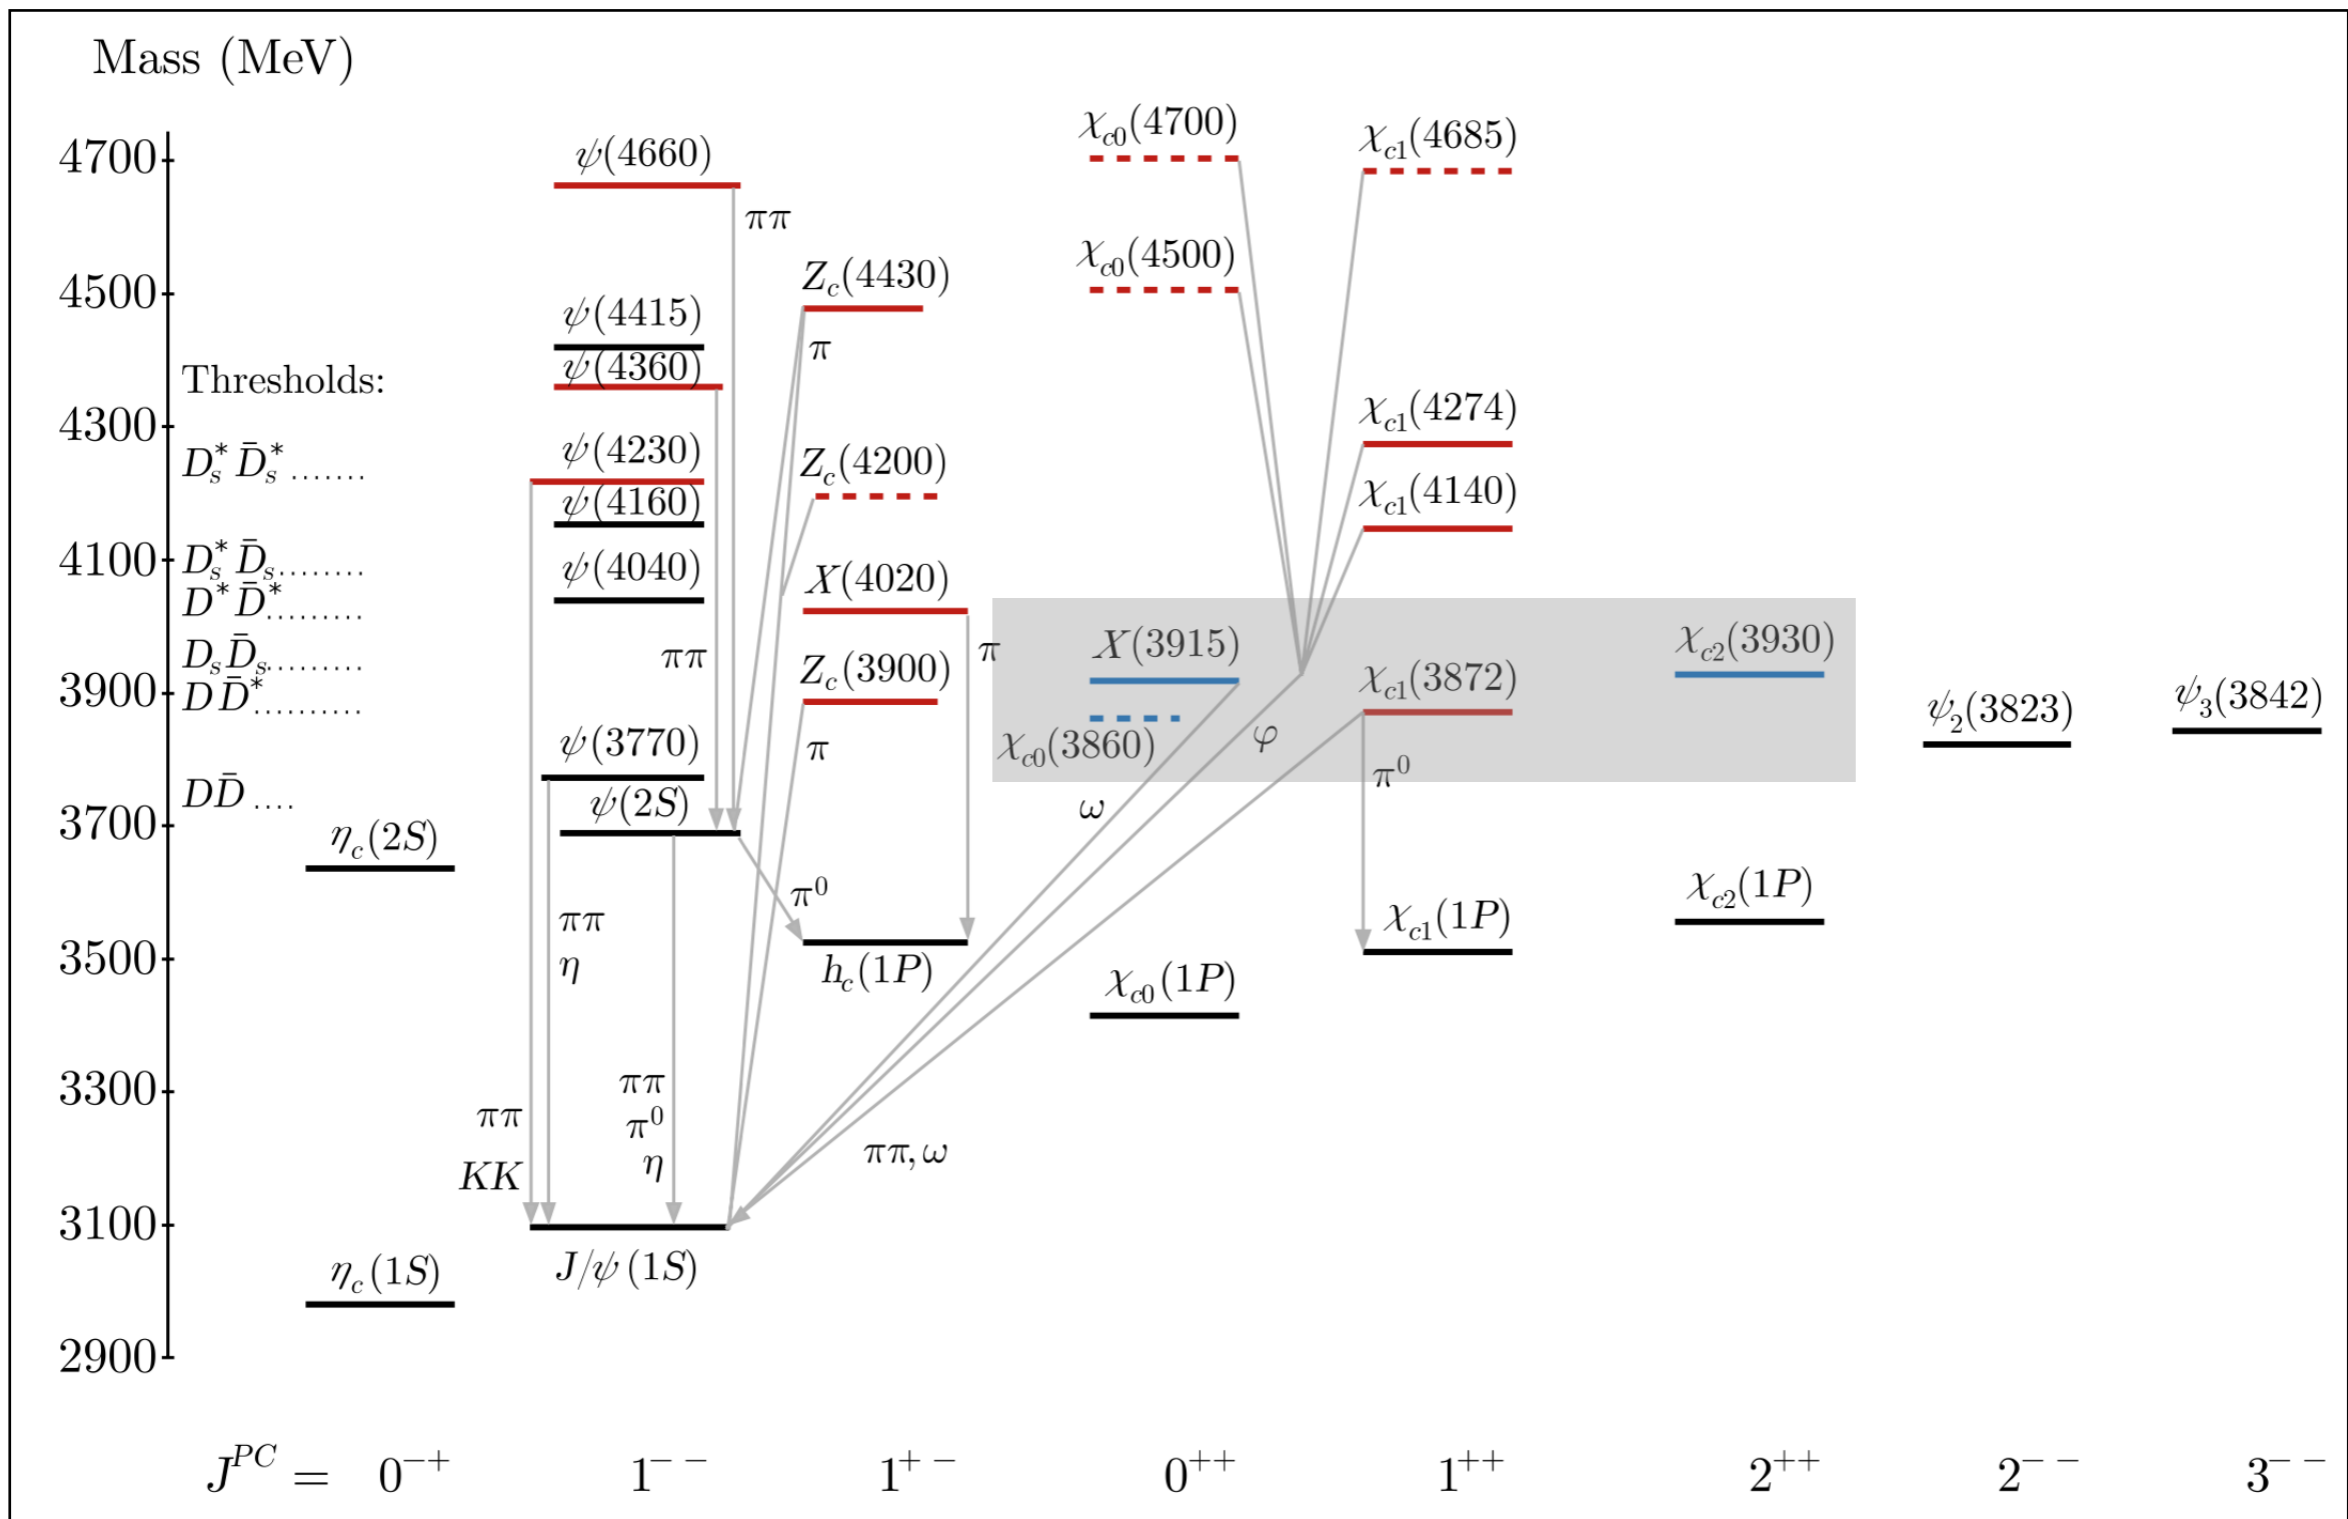 Mass (MeV)
χc0(4700)
χc1(4685)
4700
ψ(4660)
ππ
χc0(4500)
4500
Zc(4430)
ψ(4415)
π
ψ(4360)
Thresholds:
4300
χc1(4274)
Ds* D̄s* .......
ψ(4230)
Zc(4200)
ψ(4160)
χc1(4140)
4100
Ds* D̄s ........
ψ(4040)
X(4020)
D* D̄* .........
Ds D̄s ........
ππ
π
X(3915)
χc2(3930)
3900
D D̄* ..........
Zc(3900)
χc1(3872)
ψ2(3823)
ψ3(3842)
ψ(3770)
π
χc0(3860)
φ
π⁰
DD̄ ....
ψ(2S)
ω
3700
ηc(2S)
π⁰
χc2(1P)
ππ
η
χc1(1P)
3500
hc(1P)
χc0(1P)
3300
ππ
ππ
π⁰
KK
η
ππ, ω
3100
J/ψ(1S)
ηc(1S)
2900
J^PC = 0⁻⁺ 1⁻⁻ 1⁺⁻ 0⁺⁺ 1⁺⁺ 2⁺⁺ 2⁻⁻ 3⁻⁻